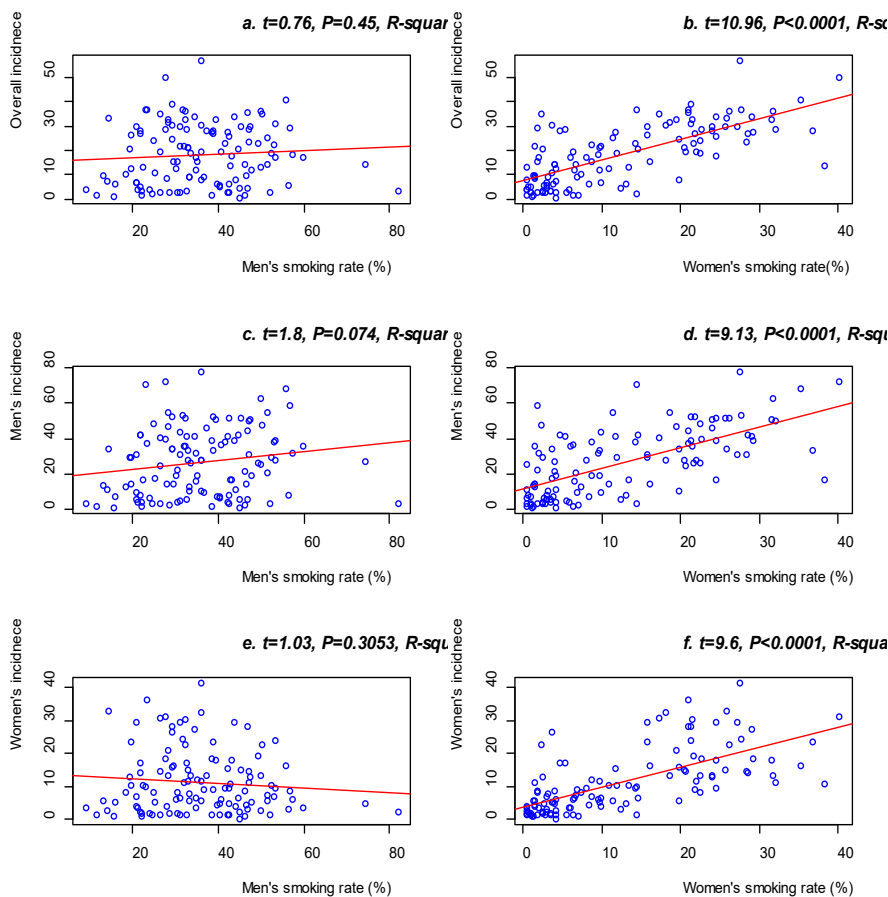 a. t=0.76, P=0.45, R-squar
Overall incidnece
0 10 30 50
20 40 60 80
Men's smoking rate (%)
b. t=10.96, P<0.0001, R-sq
Overall incidnece
0 10 30 50
0 10 20 30 40
Women's smoking rate(%)
c. t=1.8, P=0.074, R-squar
Men's incidnece
0 20 40 60 80
20 40 60 80
Men's smoking rate (%)
d. t=9.13, P<0.0001, R-squ
Men's incidnece
0 20 40 60 80
0 10 20 30 40
Women's smoking rate (%)
e. t=1.03, P=0.3053, R-squ
Women's incidnece
0 10 20 30 40
20 40 60 80
Men's smoking rate (%)
f. t=9.6, P<0.0001, R-squa
Women's incidnece
0 10 20 30 40
0 10 20 30 40
Women's smoking rate (%)